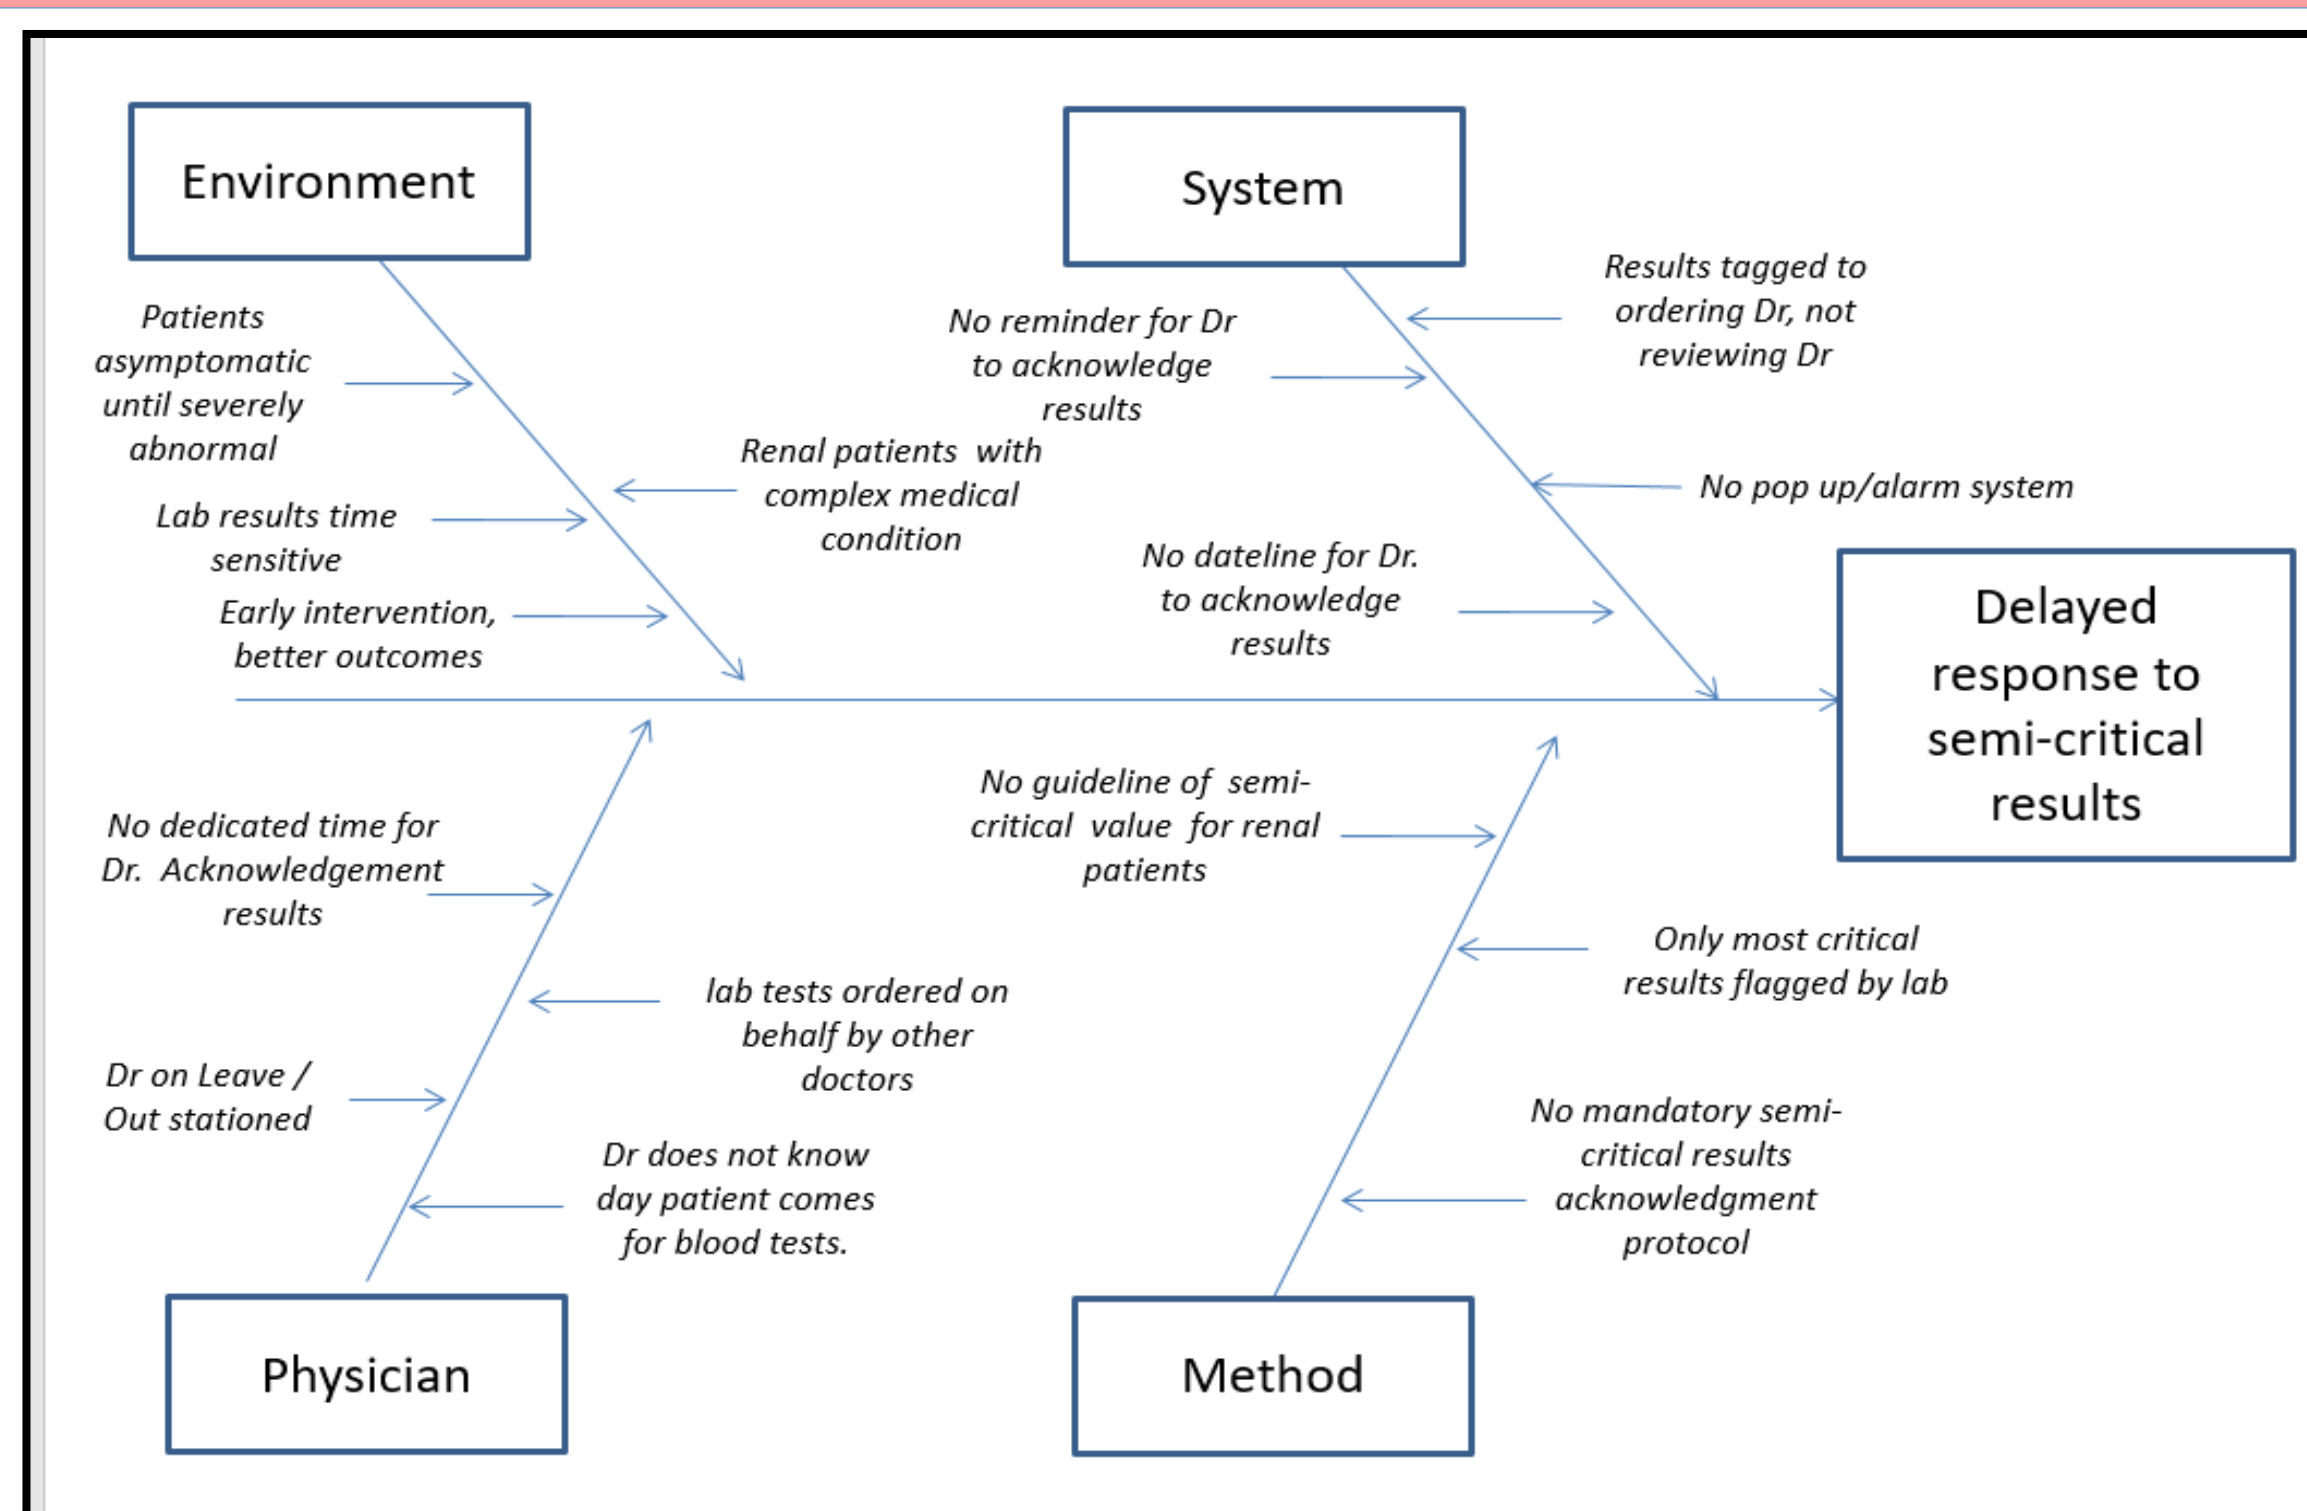 Environment
System
Patients
asymptomatic
until severely
abnormal
Lab results time
sensitive
Early intervention,
better outcomes
Renal patients with
complex medical
condition
No reminder for Dr
to acknowledge
results
Results tagged to
ordering Dr, not
reviewing Dr
No pop up/alarm system
No dateline for Dr.
to acknowledge
results
Delayed
response to
semi-critical
results
No dedicated time for
Dr. Acknowledgement
results
lab tests ordered on
behalf by other
doctors
Dr on Leave /
Out stationed
Dr does not know
day patient comes
for blood tests.
No guideline of semi-
critical value for renal
patients
Only most critical
results flagged by lab
No mandatory semi-
critical results
acknowledgment
protocol
Physician
Method